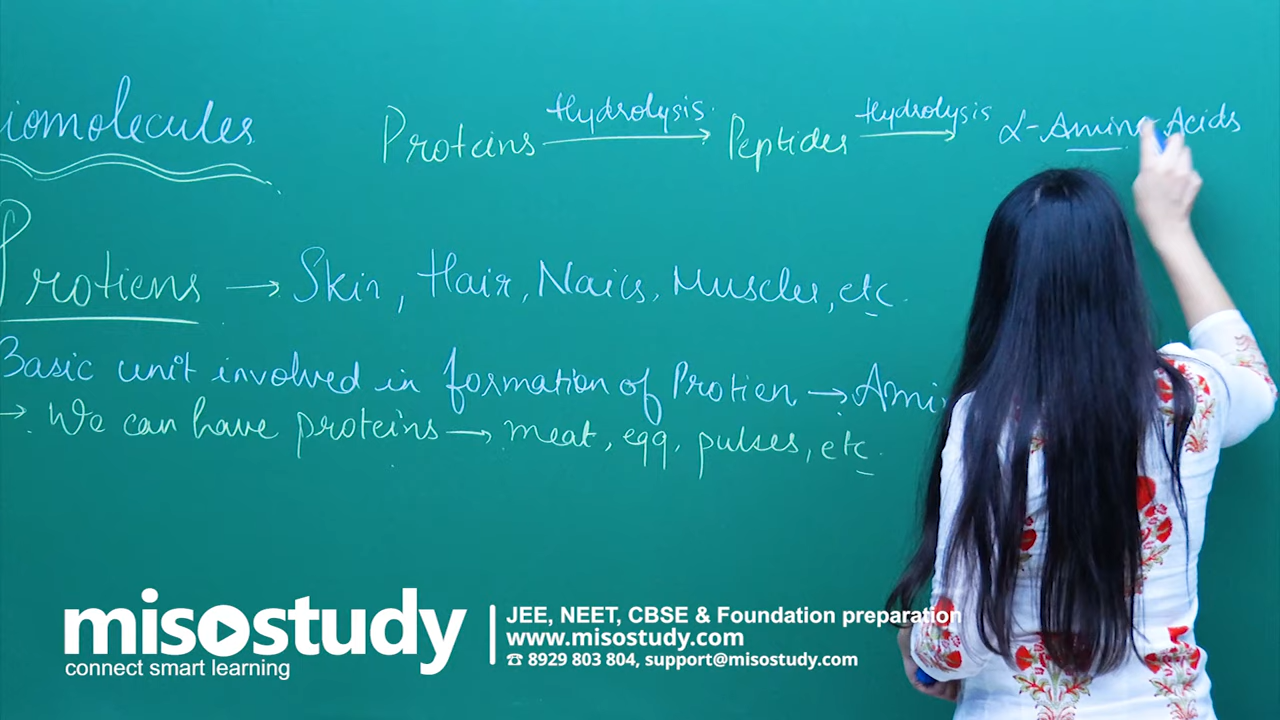 iomolecules
Proteins Hydrolysis Peptides Hydrolysis α-Amino Acids
Protiens → Skin, Hair, Nails, Muscles, etc.
Basic unit involved in formation of Protien → Ami
→ We can have proteins → meat, egg, pulses, etc
misostudy
connect smart learning
JEE, NEET, CBSE & Foundation preparation
www.misostudy.com
☎ 8929 803 804, support@misostudy.com